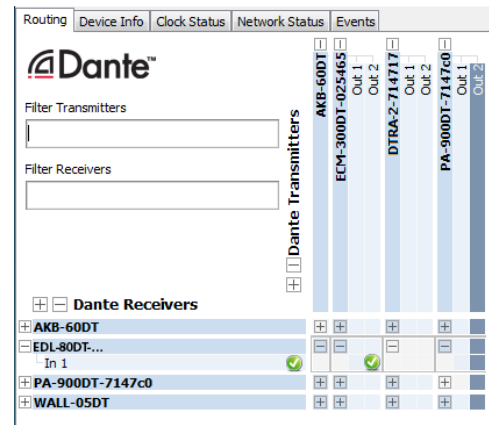 Routing Device Info Clock Status Network Status Events
Dante™
Filter Transmitters
Filter Receivers
Dante Transmitters
AKB-60DT
ECM-300DT-025465
Out 1
Out 2
DTRA-2-714717
Out 1
Out 2
PA-900DT-7147c0
Out 1
Out 2
Dante Receivers
AKB-60DT
EDL-80DT-...
In 1
PA-900DT-7147c0
WALL-05DT